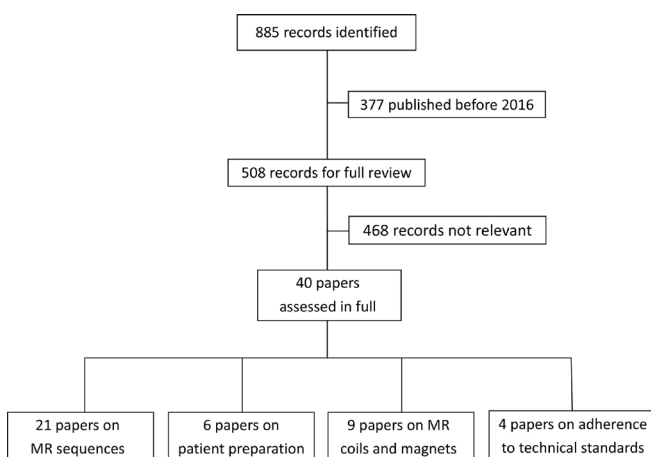 885 records identified
377 published before 2016
508 records for full review
468 records not relevant
40 papers
assessed in full
21 papers on
MR sequences
6 papers on
patient preparation
9 papers on MR
coils and magnets
4 papers on adherence
to technical standards